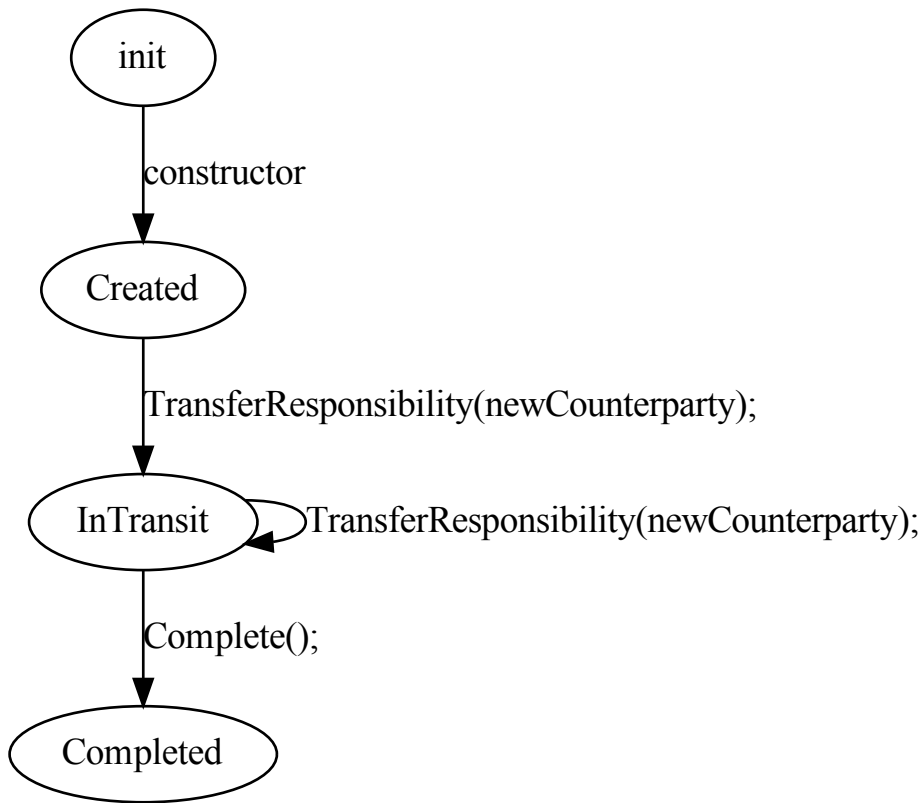 init
constructor
Created
TransferResponsibility(newCounterparty);
InTransit
TransferResponsibility(newCounterparty);
Complete();
Completed